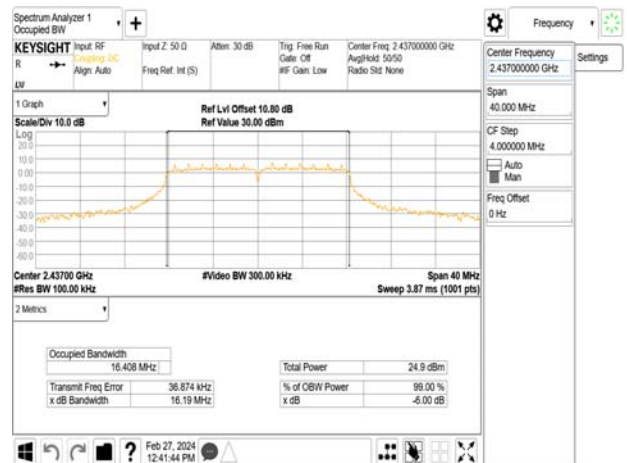 Spectrum Analyzer 1
Occupied BW
Frequency
KEYSIGHT Input: RF Input Z: 50 Ω Atten: 30 dB Trig: Free Run Center Freq: 2.437000000 GHz
R Coupling: DC Gate: Off Avg|Hold: 50/50
Align: Auto Freq Ref: Int (S) #IF Gain: Low Radio Std: None
Center Frequency
2.437000000 GHz
Settings
Span
40.000 MHz
CF Step
4.000000 MHz
Auto
Man
Freq Offset
0 Hz
1 Graph
Ref Lvl Offset 10.80 dB
Scale/Div 10.0 dB Ref Value 30.00 dBm
Log
20.0
10.0
0.00
-10.0
-20.0
-30.0
-40.0
-50.0
-60.0
Center 2.43700 GHz #Video BW 300.00 kHz Span 40 MHz
#Res BW 100.00 kHz Sweep 3.87 ms (1001 pts)
2 Metrics
Occupied Bandwidth
16.408 MHz
Total Power 24.9 dBm
Transmit Freq Error 36.874 kHz % of OBW Power 99.00 %
x dB Bandwidth 16.19 MHz x dB -6.00 dB
Feb 27, 2024
12:41:44 PM